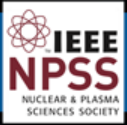 IEEE
NPSS
NUCLEAR & PLASMA
SCIENCES SOCIETY